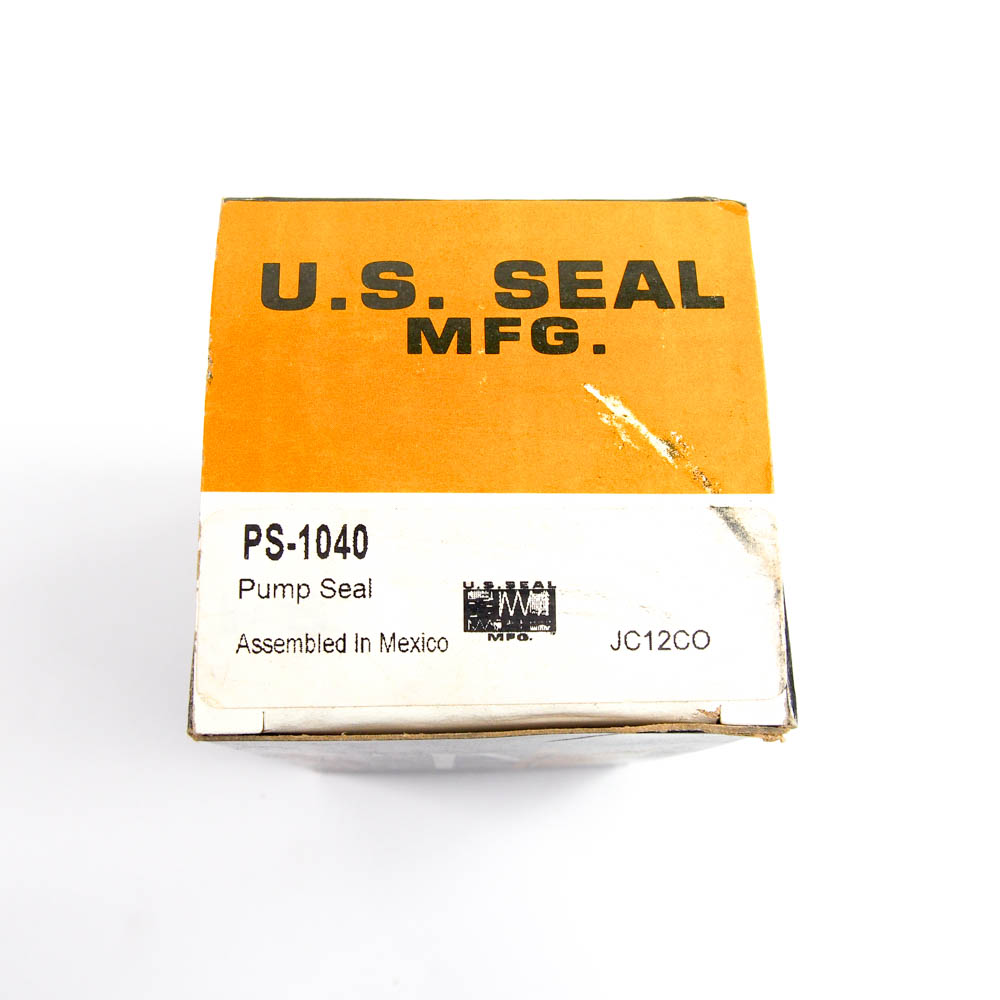 U.S. SEAL
MFG.
PS-1040
Pump Seal
U.S.SEAL
MFG.
Assembled In Mexico
JC12CO